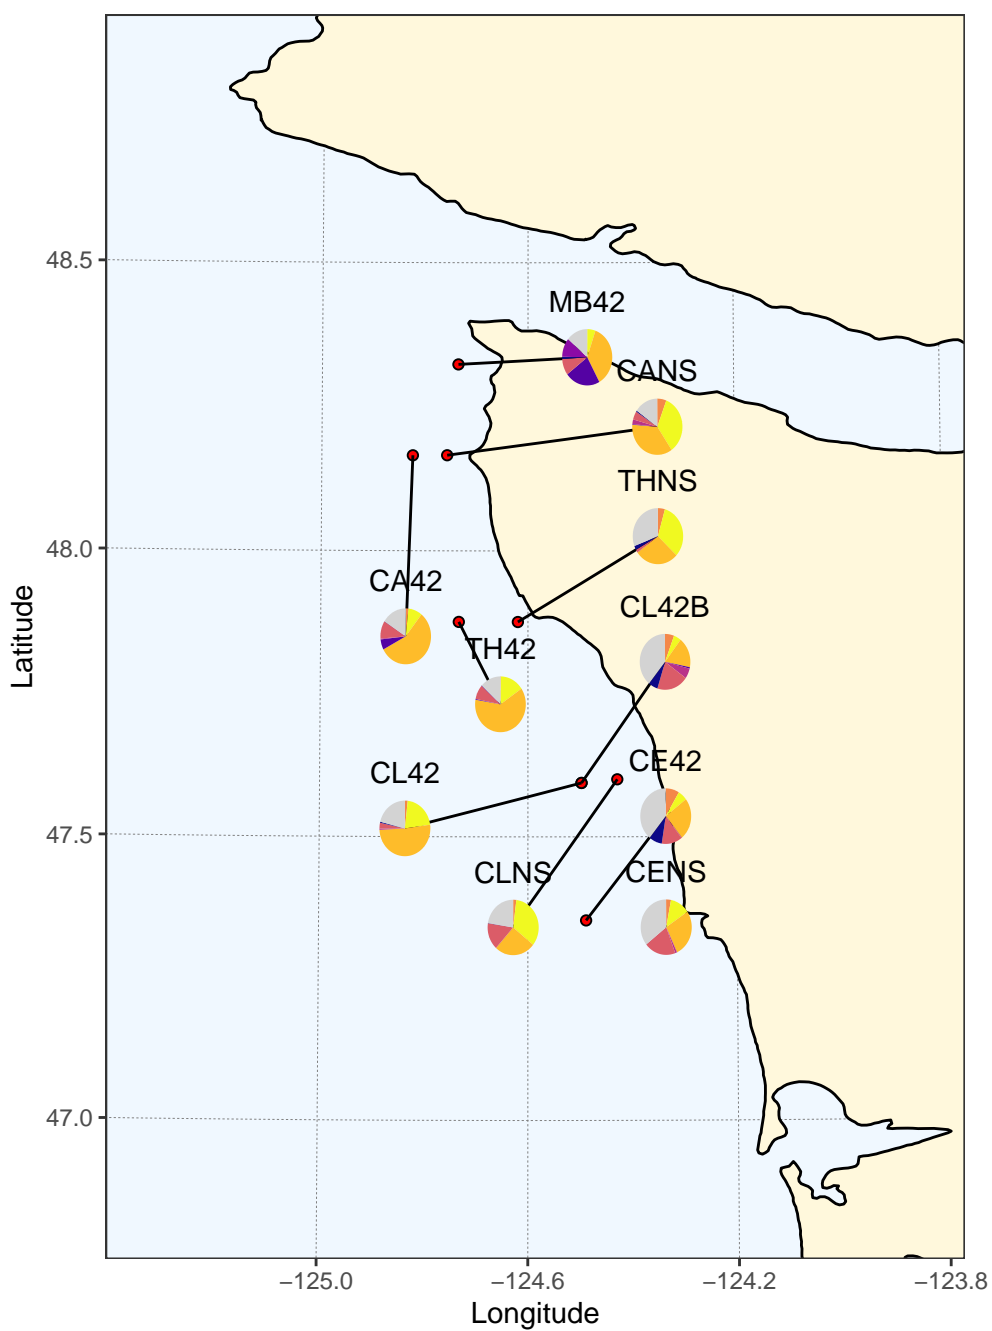 48.5
MB42
CANS
THNS
48.0
CA42
CL42B
TH42
CE42
CL42
47.5
CLNS
CENS
47.0
Latitude
−125.0
−124.6
−124.2
−123.8
Longitude